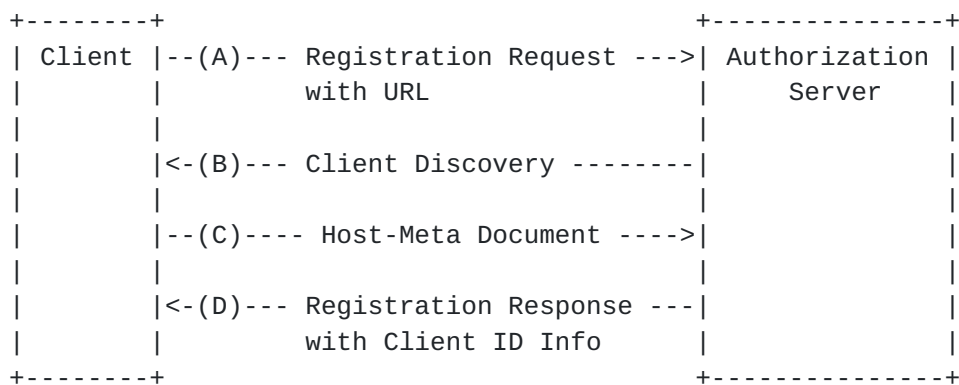 +--------+                                 +---------------+
| Client |--(A)--- Registration Request --->| Authorization |
|        |         with URL                |     Server    |
|        |                                 |               |
|        |<-(B)--- Client Discovery --------|               |
|        |                                 |               |
|        |--(C)---- Host-Meta Document ---->|               |
|        |                                 |               |
|        |<-(D)--- Registration Response ---|               |
|        |         with Client ID Info     |               |
+--------+                                 +---------------+